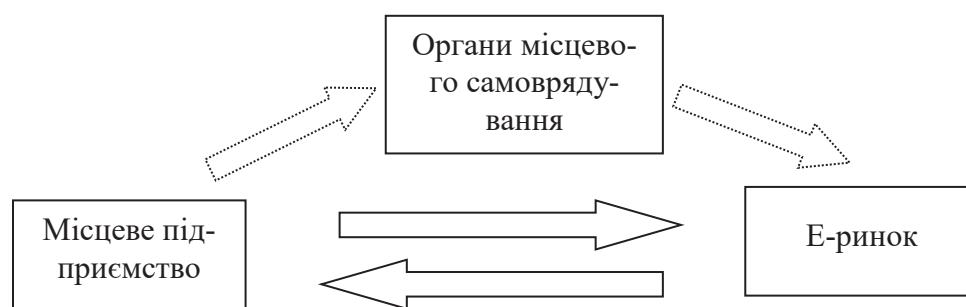 Органи місцево-
го самовряду-
вання
Місцеве під-
приємство
Е-ринок